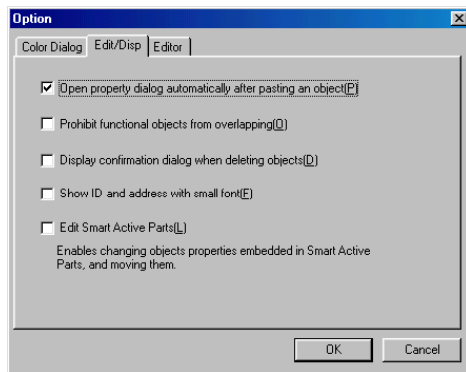 Option
Color Dialog Edit/Disp Editor
Open property dialog automatically after pasting an object(P)
Prohibit functional objects from overlapping(O)
Display confirmation dialog when deleting objects(D)
Show ID and address with small font(F)
Edit Smart Active Parts(L)
Enables changing objects properties embedded in Smart Active
Parts, and moving them.
OK Cancel